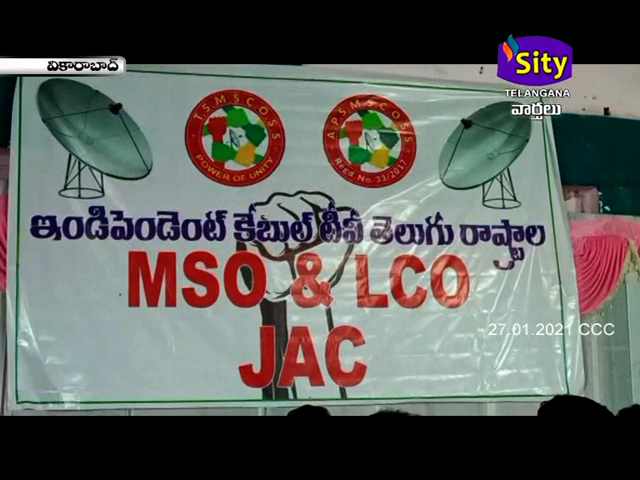 వికారాబాద్
Sity
TELANGANA
వార్తలు
TSMSCOSS
POWER OF UNITY
APSMSCOSS
Regd.No.33/2017
ఇండిపెండెంట్ కేబుల్ టీవీ తెలుగు రాష్ట్రాల
MSO & LCO
JAC
27.01.2021 CCC